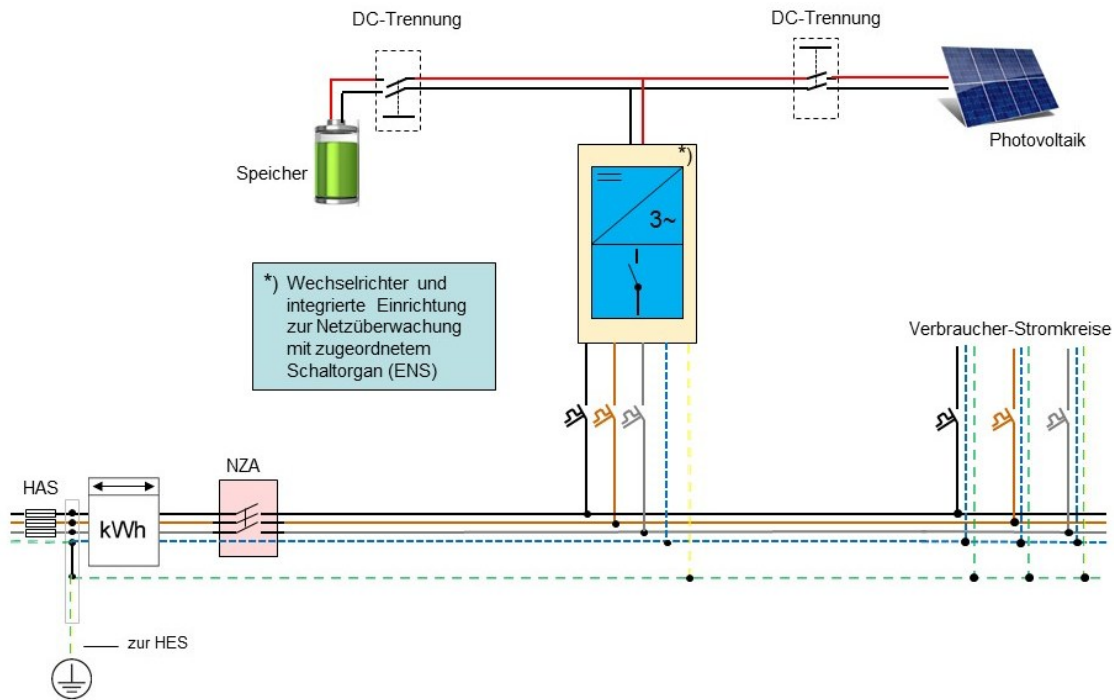 DC-Trennung
DC-Trennung
Photovoltaik
Speicher
*)
3~
*) Wechselrichter und
integrierte Einrichtung
zur Netzüberwachung
mit zugeordnetem
Schaltorgan (ENS)
Verbraucher-Stromkreise
HAS
NZA
kWh
zur HES